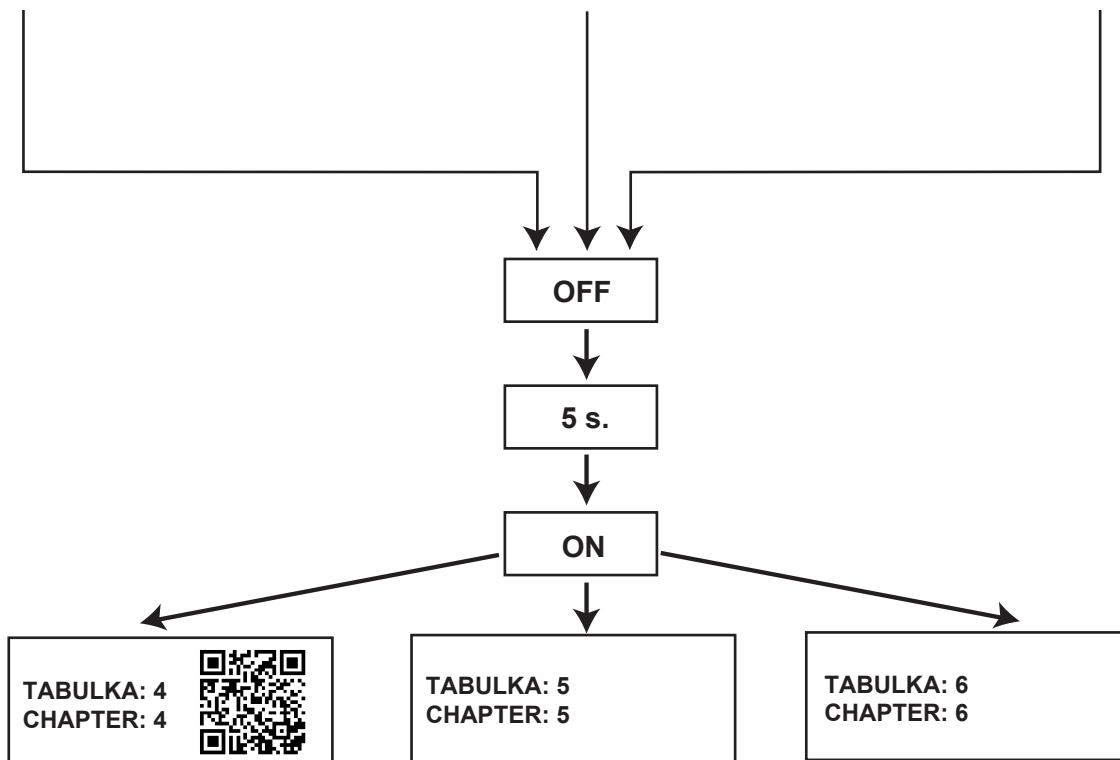 OFF
5 s.
ON
TABULKA: 4
CHAPTER: 4
TABULKA: 5
CHAPTER: 5
TABULKA: 6
CHAPTER: 6